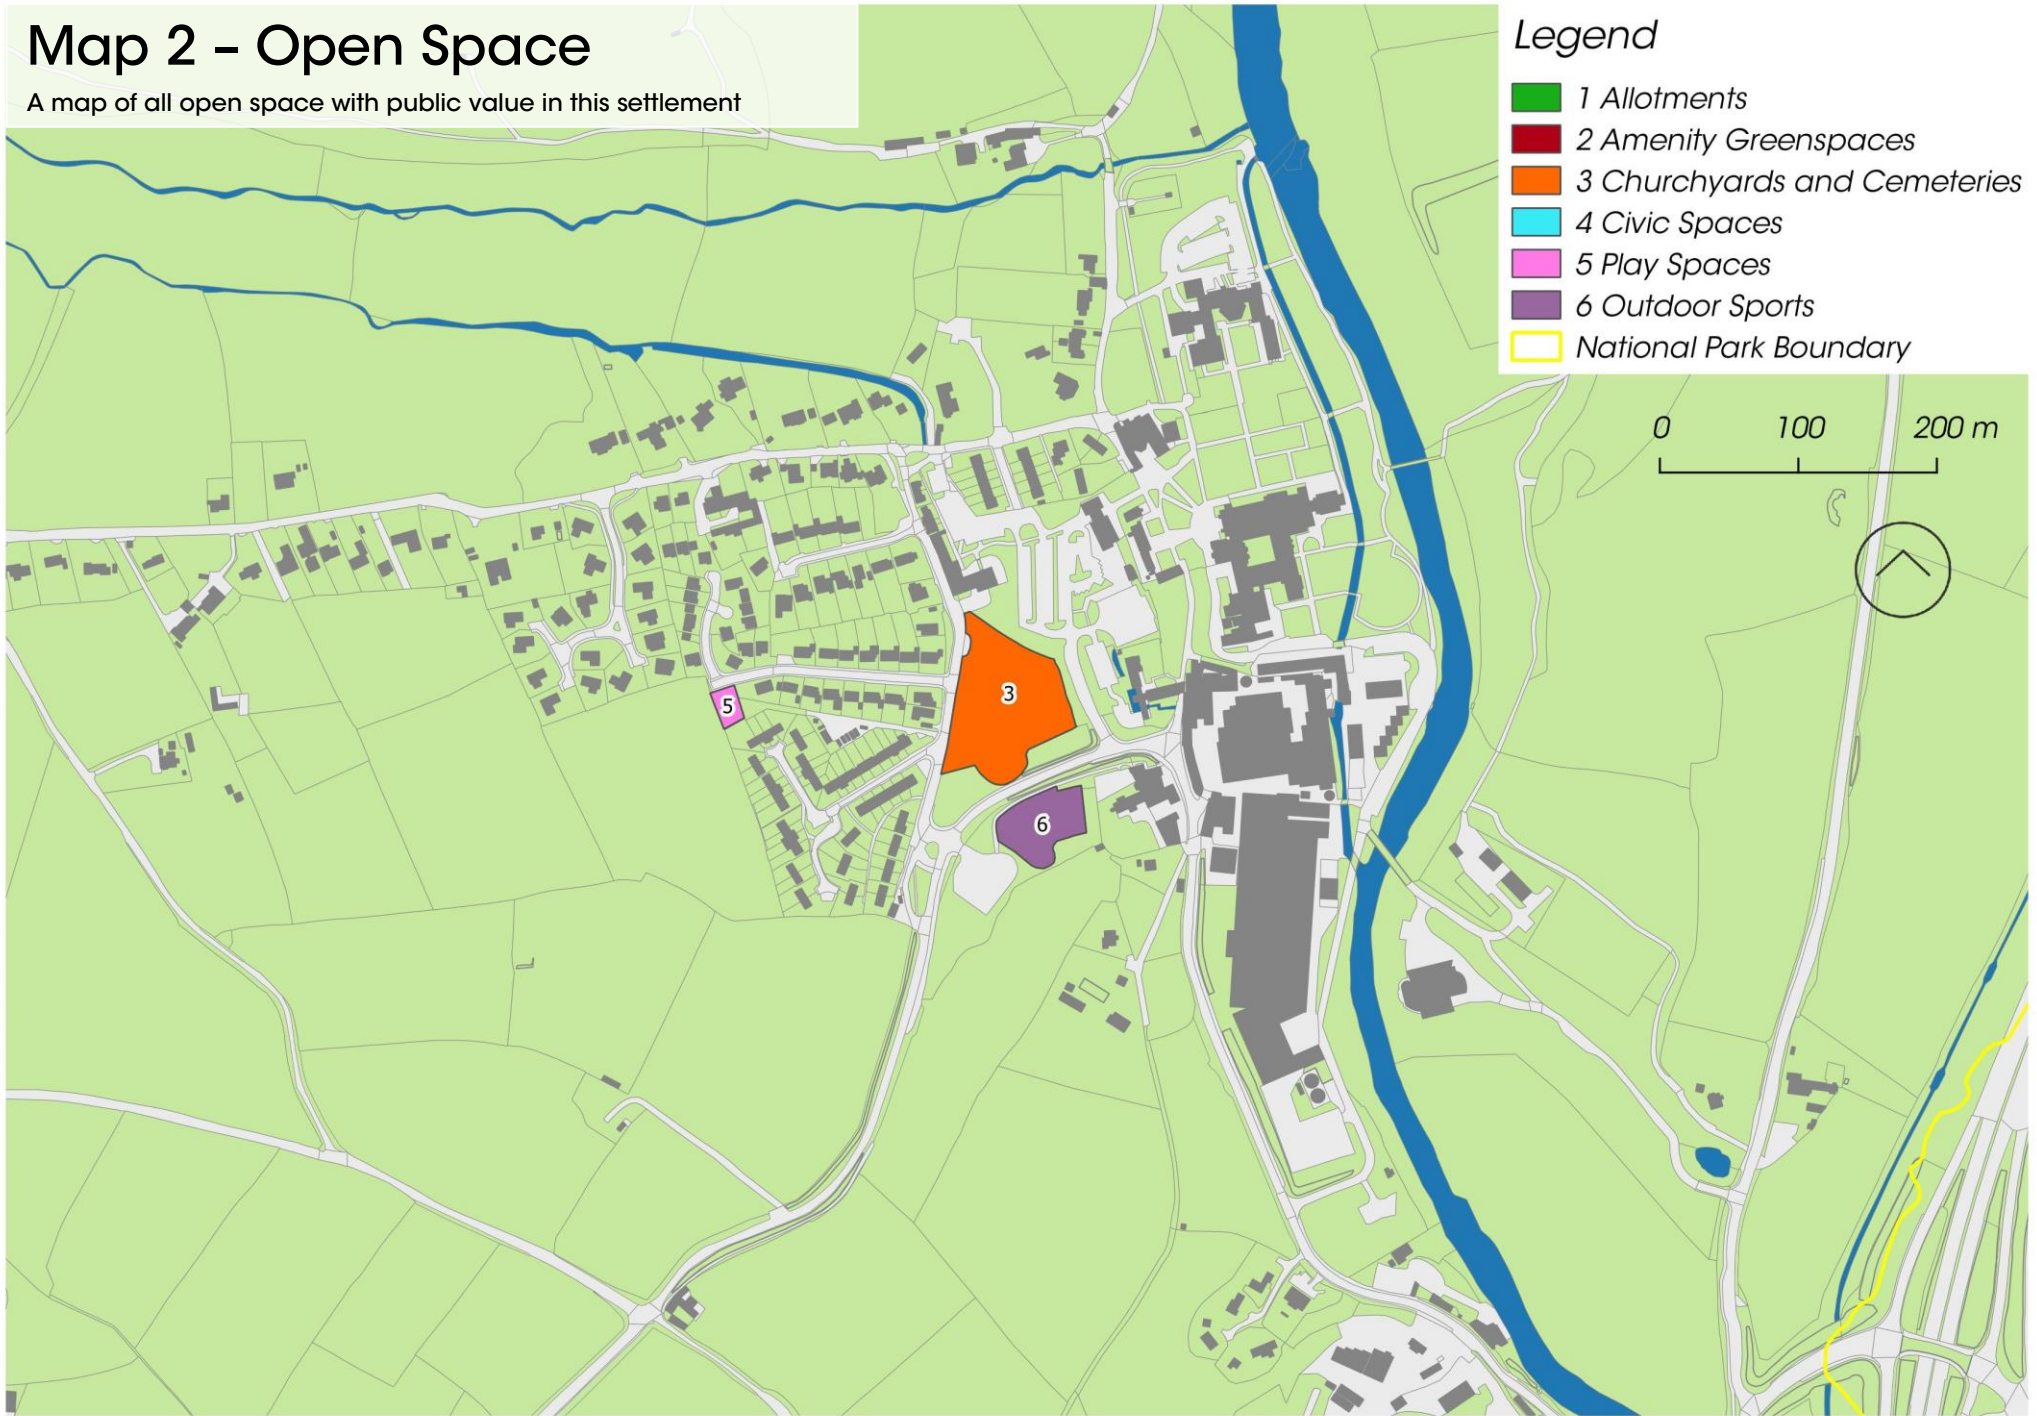 Map 2 – Open Space
A map of all open space with public value in this settlement
Legend
1 Allotments
2 Amenity Greenspaces
3 Churchyards and Cemeteries
4 Civic Spaces
5 Play Spaces
6 Outdoor Sports
National Park Boundary
0 100 200 m
3
5
6